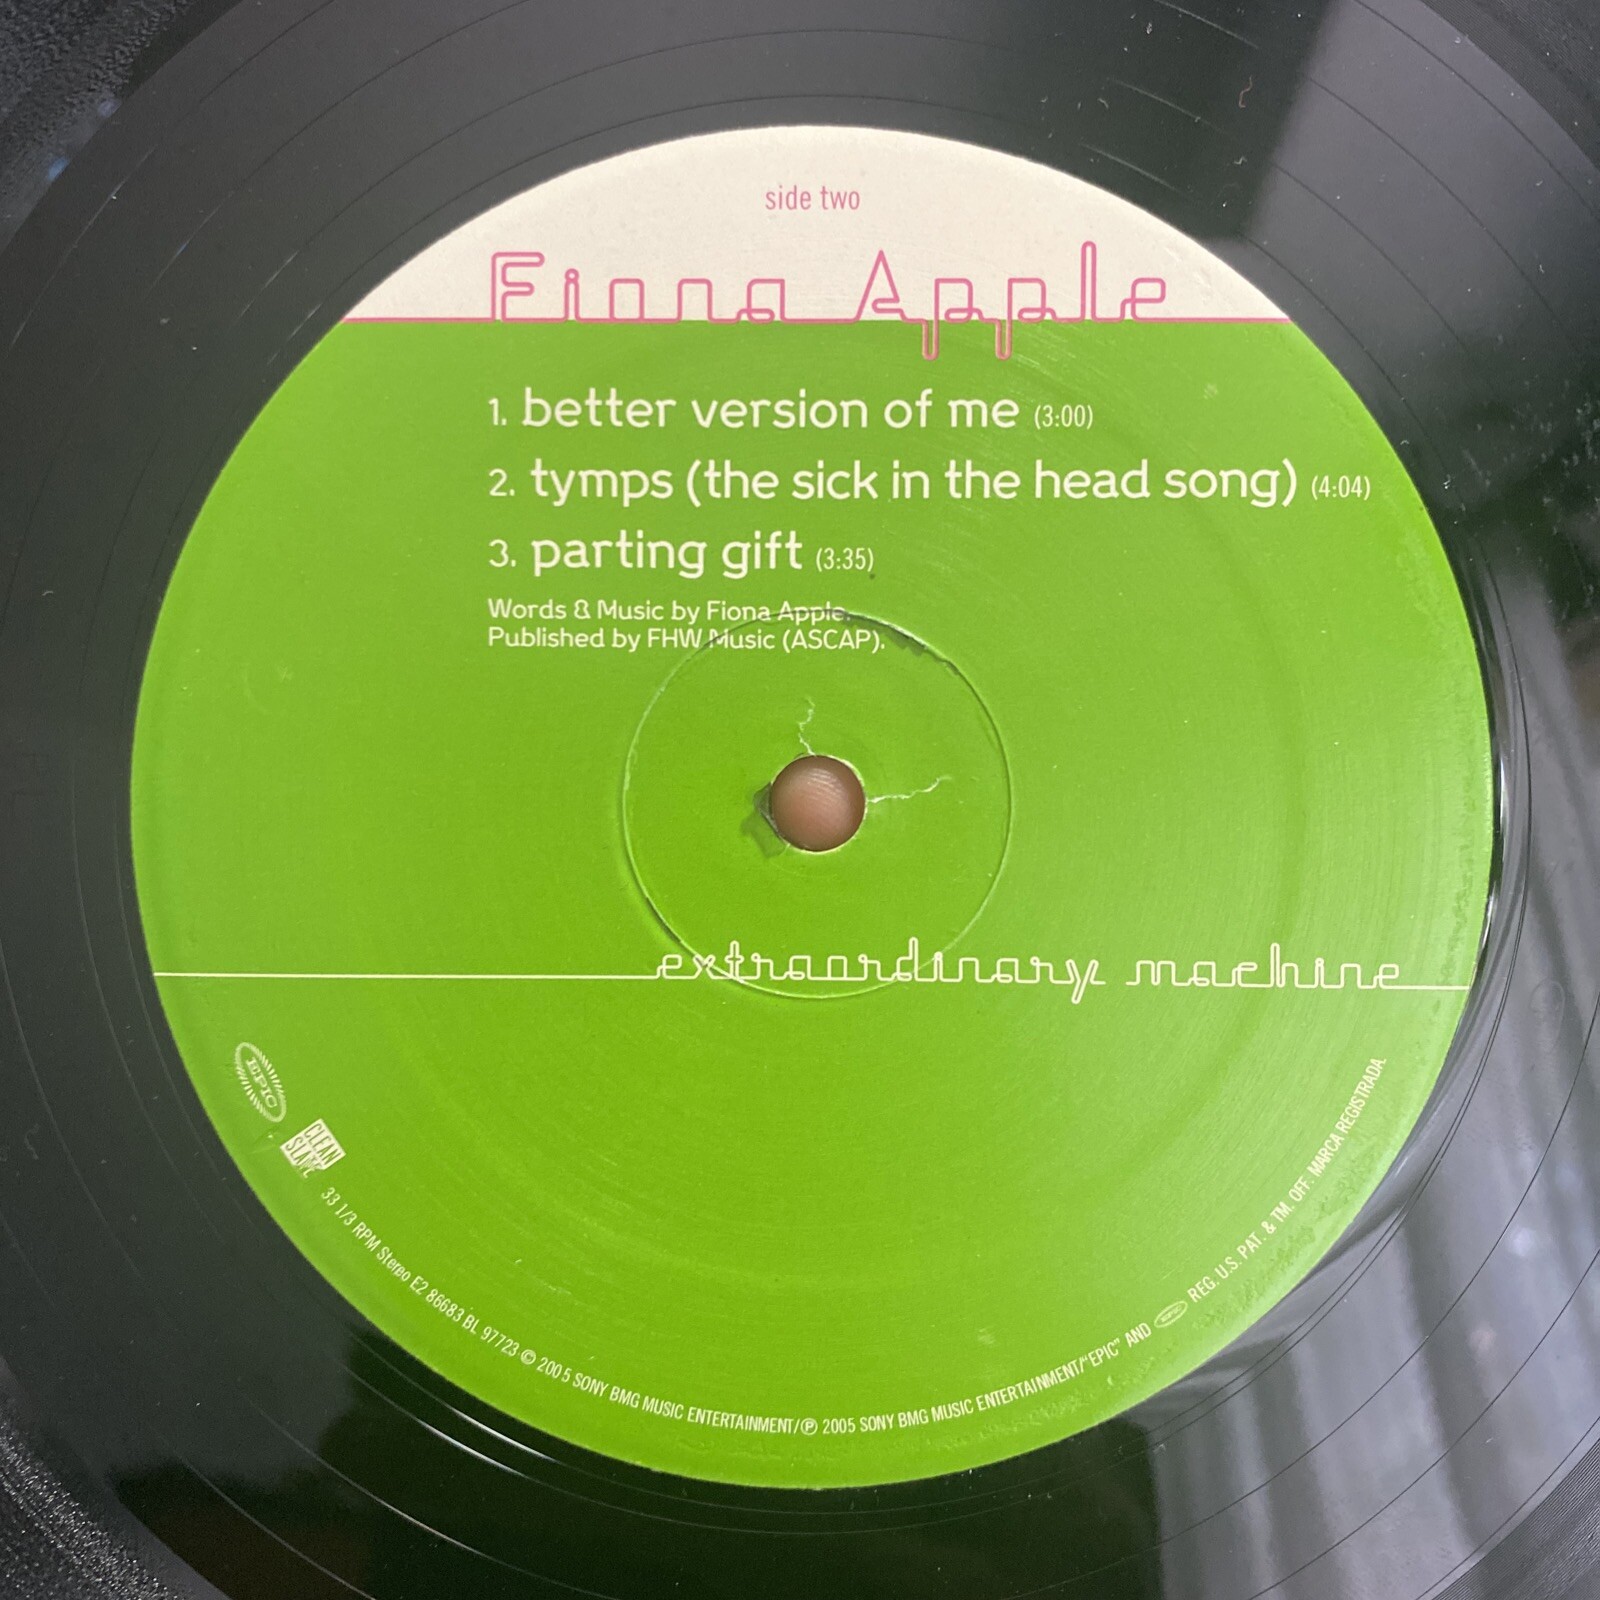 side two
Fiona Apple
1. better version of me (3:00)
2. tymps (the sick in the head song) (4:04)
3. parting gift (3:35)
Words & Music by Fiona Apple.
Published by FHW Music (ASCAP).
extraordinary machine
EPIC
CLEAN
SLATE
33 1/3 RPM Stereo E2 86683 BL 97723 © 2005 SONY BMG MUSIC ENTERTAINMENT/℗ 2005 SONY BMG MUSIC ENTERTAINMENT/"EPIC" AND EPIC REG. U.S. PAT. & TM. OFF. MARCA REGISTRADA.